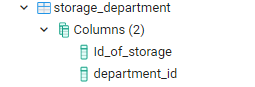 storage_department
Columns (2)
Id_of_storage
department_id